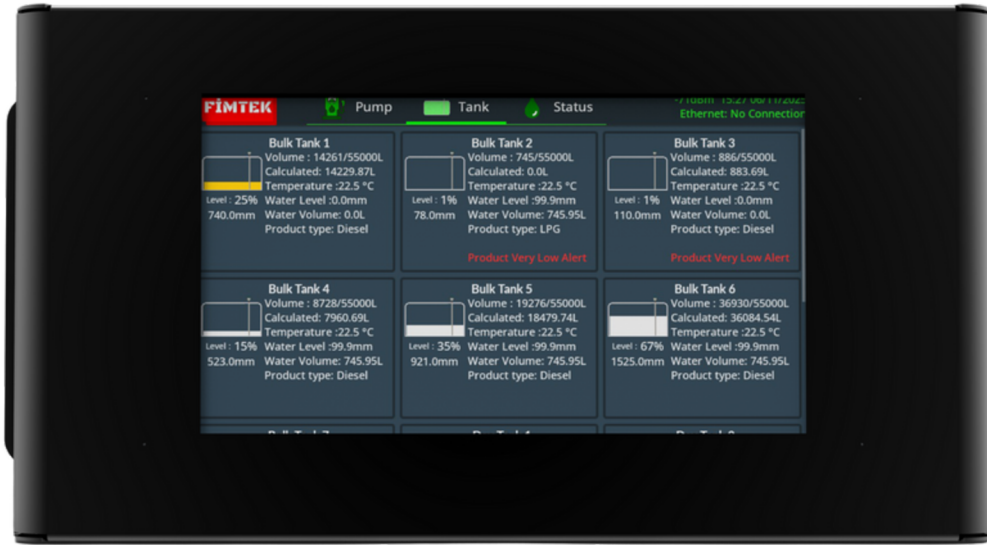 FİMTEK
Pump
Tank
Status
Ethernet: No Connection
Bulk Tank 1
Volume : 14261/55000L
Calculated: 14229.87L
Temperature :22.5 °C
Level : 25%
Water Level :0.0mm
740.0mm
Water Volume: 0.0L
Product type: Diesel
Bulk Tank 2
Volume : 745/55000L
Calculated: 0.0L
Temperature :22.5 °C
Level : 1%
Water Level :99.9mm
78.0mm
Water Volume: 745.95L
Product type: LPG
Product Very Low Alert
Bulk Tank 3
Volume : 886/55000L
Calculated: 883.69L
Temperature :22.5 °C
Level : 1%
Water Level :0.0mm
110.0mm
Water Volume: 0.0L
Product type: Diesel
Product Very Low Alert
Bulk Tank 4
Volume : 8728/55000L
Calculated: 7960.69L
Temperature :22.5 °C
Level : 15%
Water Level :99.9mm
523.0mm
Water Volume: 745.95L
Product type: Diesel
Bulk Tank 5
Volume : 19276/55000L
Calculated: 18479.74L
Temperature :22.5 °C
Level : 35%
Water Level :99.9mm
921.0mm
Water Volume: 745.95L
Product type: Diesel
Bulk Tank 6
Volume : 36930/55000L
Calculated: 36084.54L
Temperature :22.5 °C
Level : 67%
Water Level :99.9mm
1525.0mm
Water Volume: 745.95L
Product type: Diesel